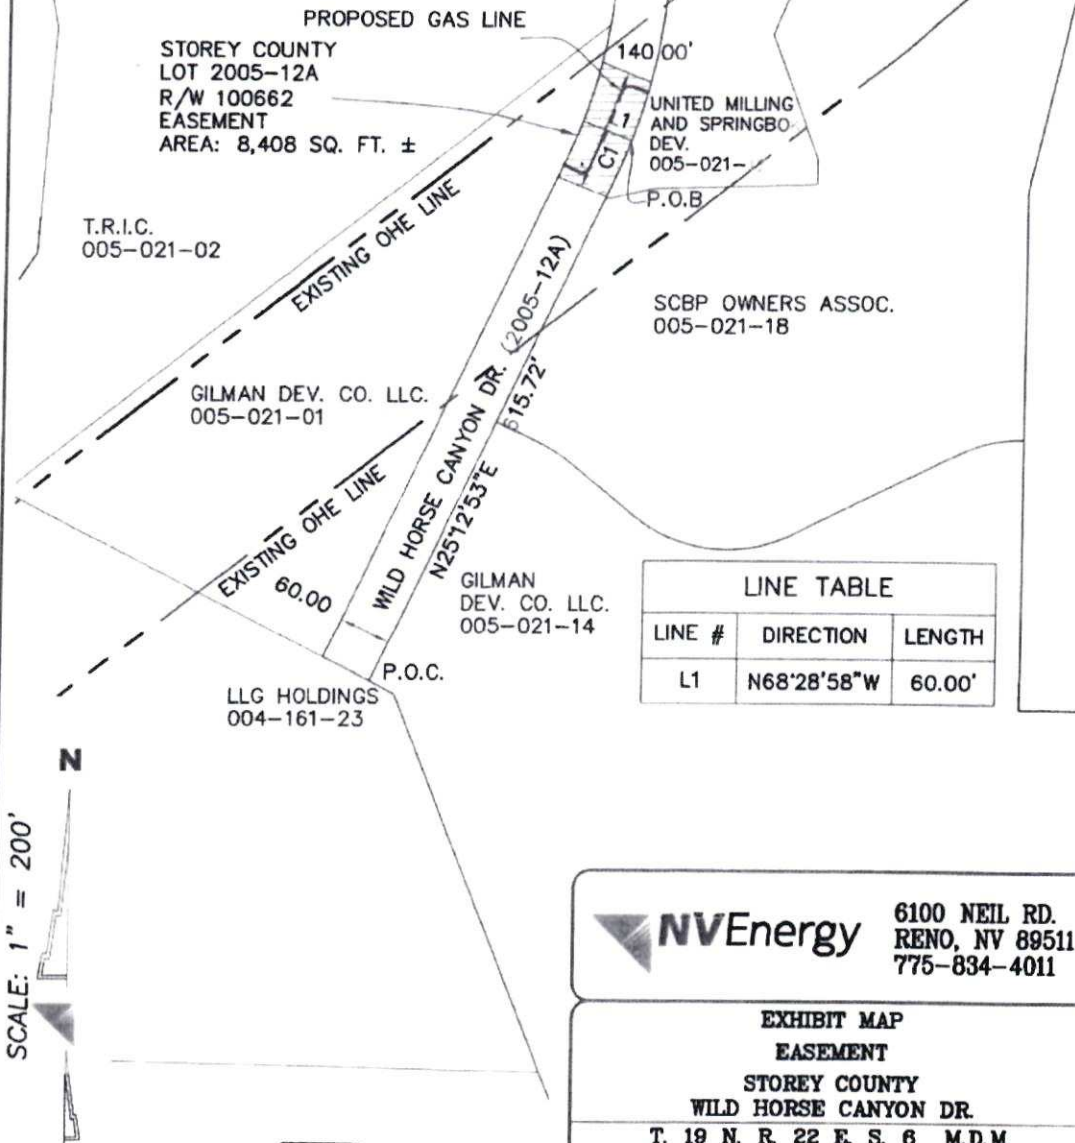 PROPOSED GAS LINE
STOREY COUNTY
LOT 2005-12A
R/W 100662
EASEMENT
AREA: 8,408 SQ. FT. ±
140.00'
UNITED MILLING
AND SPRINGBO
DEV.
005-021-
1
C1
P.O.B
T.R.I.C.
005-021-02
EXISTING OHE LINE
SCBP OWNERS ASSOC.
005-021-18
GILMAN DEV. CO. LLC.
005-021-01
WILD HORSE CANYON DR. (2005-12A)
615.72'
N25°12'53"E
EXISTING OHE LINE
60.00
GILMAN
DEV. CO. LLC.
005-021-14
P.O.C.
LLG HOLDINGS
004-161-23
LINE TABLE
LINE # DIRECTION LENGTH
L1 N68°28'58"W 60.00'
N
SCALE: 1" = 200'
NVEnergy
6100 NEIL RD.
RENO, NV 89511
775-834-4011
EXHIBIT MAP
EASEMENT
STOREY COUNTY
WILD HORSE CANYON DR.
T. 19 N. R. 22 E. S. 6 M.D.M.